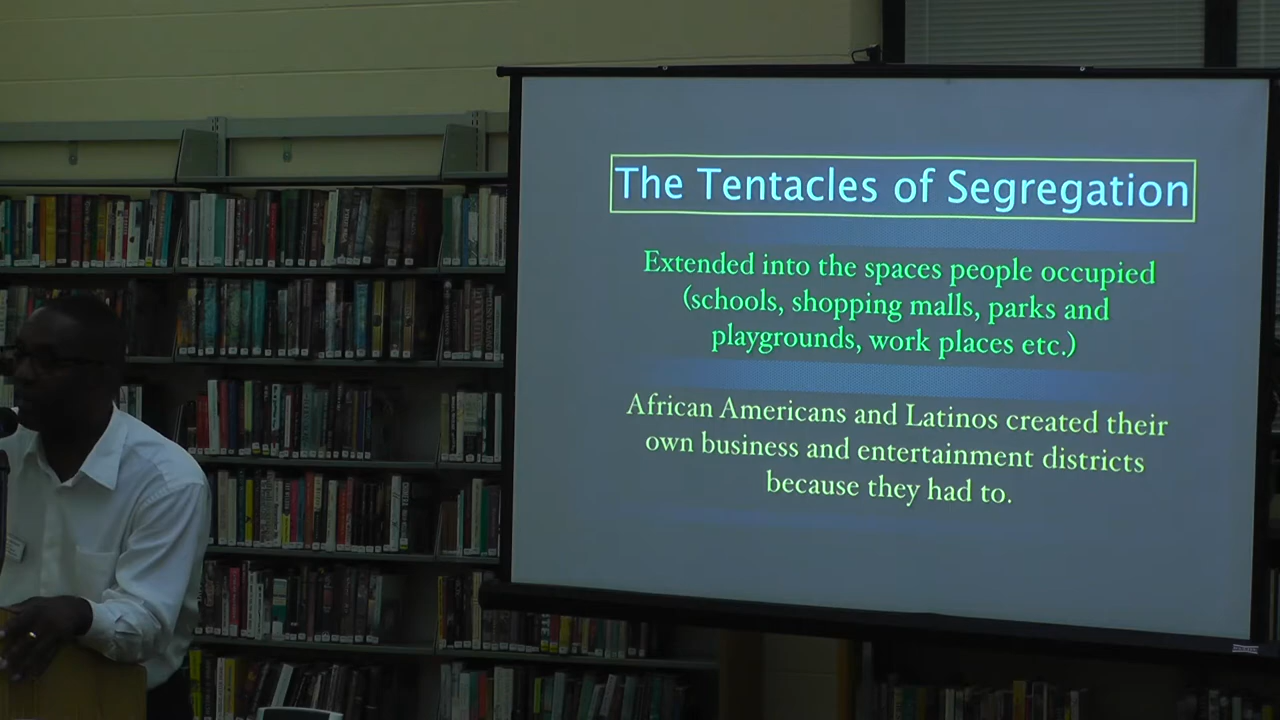 The Tentacles of Segregation
Extended into the spaces people occupied
(schools, shopping malls, parks and
playgrounds, work places etc.)
African Americans and Latinos created their
own business and entertainment districts
because they had to.